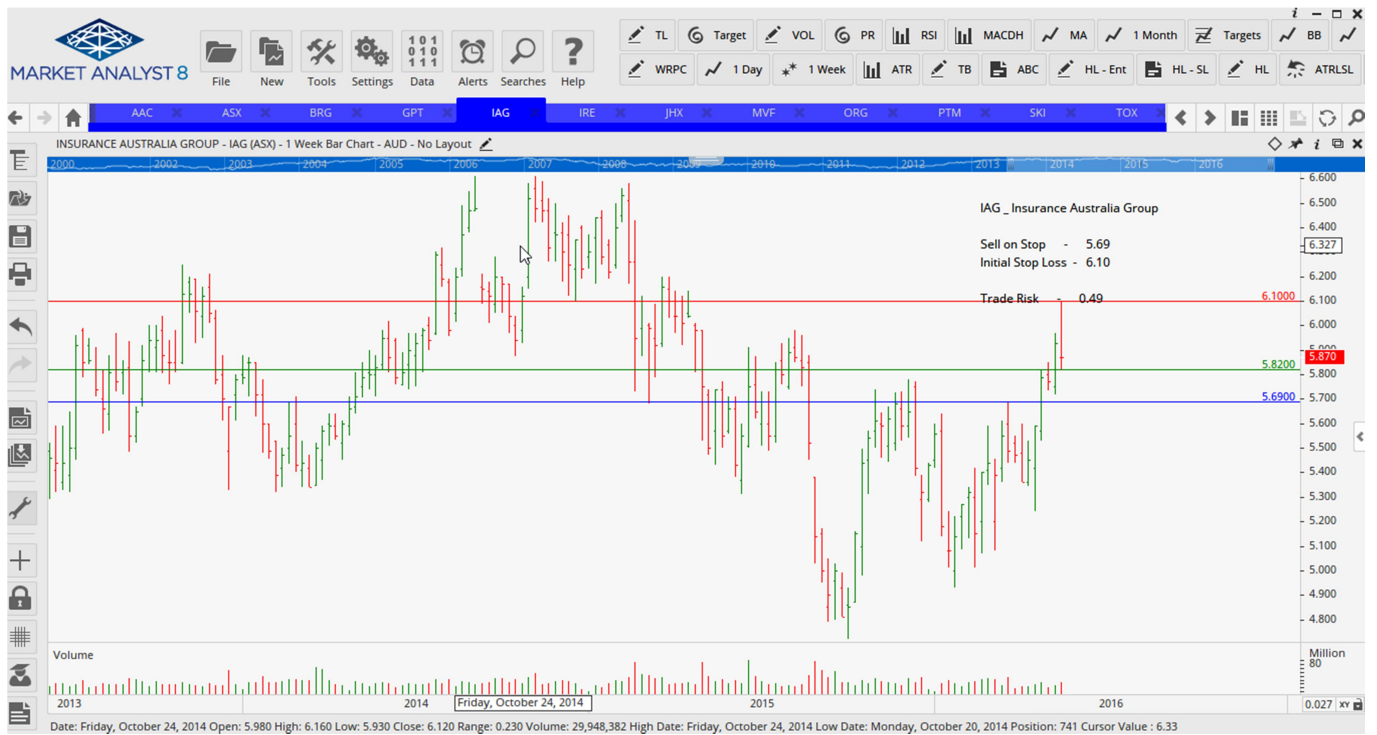 i
TL Target VOL PR RSI MACDH MA 1 Month Targets BB
MARKET ANALYST 8
File New Tools Settings Data Alerts Searches Help
WRPC 1 Day 1 Week ATR TB ABC HL - Ent HL - SL HL ATRLSL
AAC ASX BRG GPT IAG IRE JHX MVF ORG PTM SKI TOX
INSURANCE AUSTRALIA GROUP - IAG (ASX) - 1 Week Bar Chart - AUD - No Layout
2000 2002 2003 2004 2005 2006 2007 2008 2009 2010 2011 2012 2013 2014 2015 2016
6.600
IAG _ Insurance Australia Group
6.500
6.400
Sell on Stop - 5.69
6.327
Initial Stop Loss - 6.10
6.200
Trade Risk - 0.49
6.1000
6.100
6.000
5.900
5.870
5.8200
5.800
5.6900
5.700
5.600
5.500
5.400
5.300
5.200
5.100
5.000
4.900
4.800
Volume
Million
80
2013 2014 Friday, October 24, 2014 2015 2016
0.027 XY
Date: Friday, October 24, 2014 Open: 5.980 High: 6.160 Low: 5.930 Close: 6.120 Range: 0.230 Volume: 29,948,382 High Date: Friday, October 24, 2014 Low Date: Monday, October 20, 2014 Position: 741 Cursor Value : 6.33